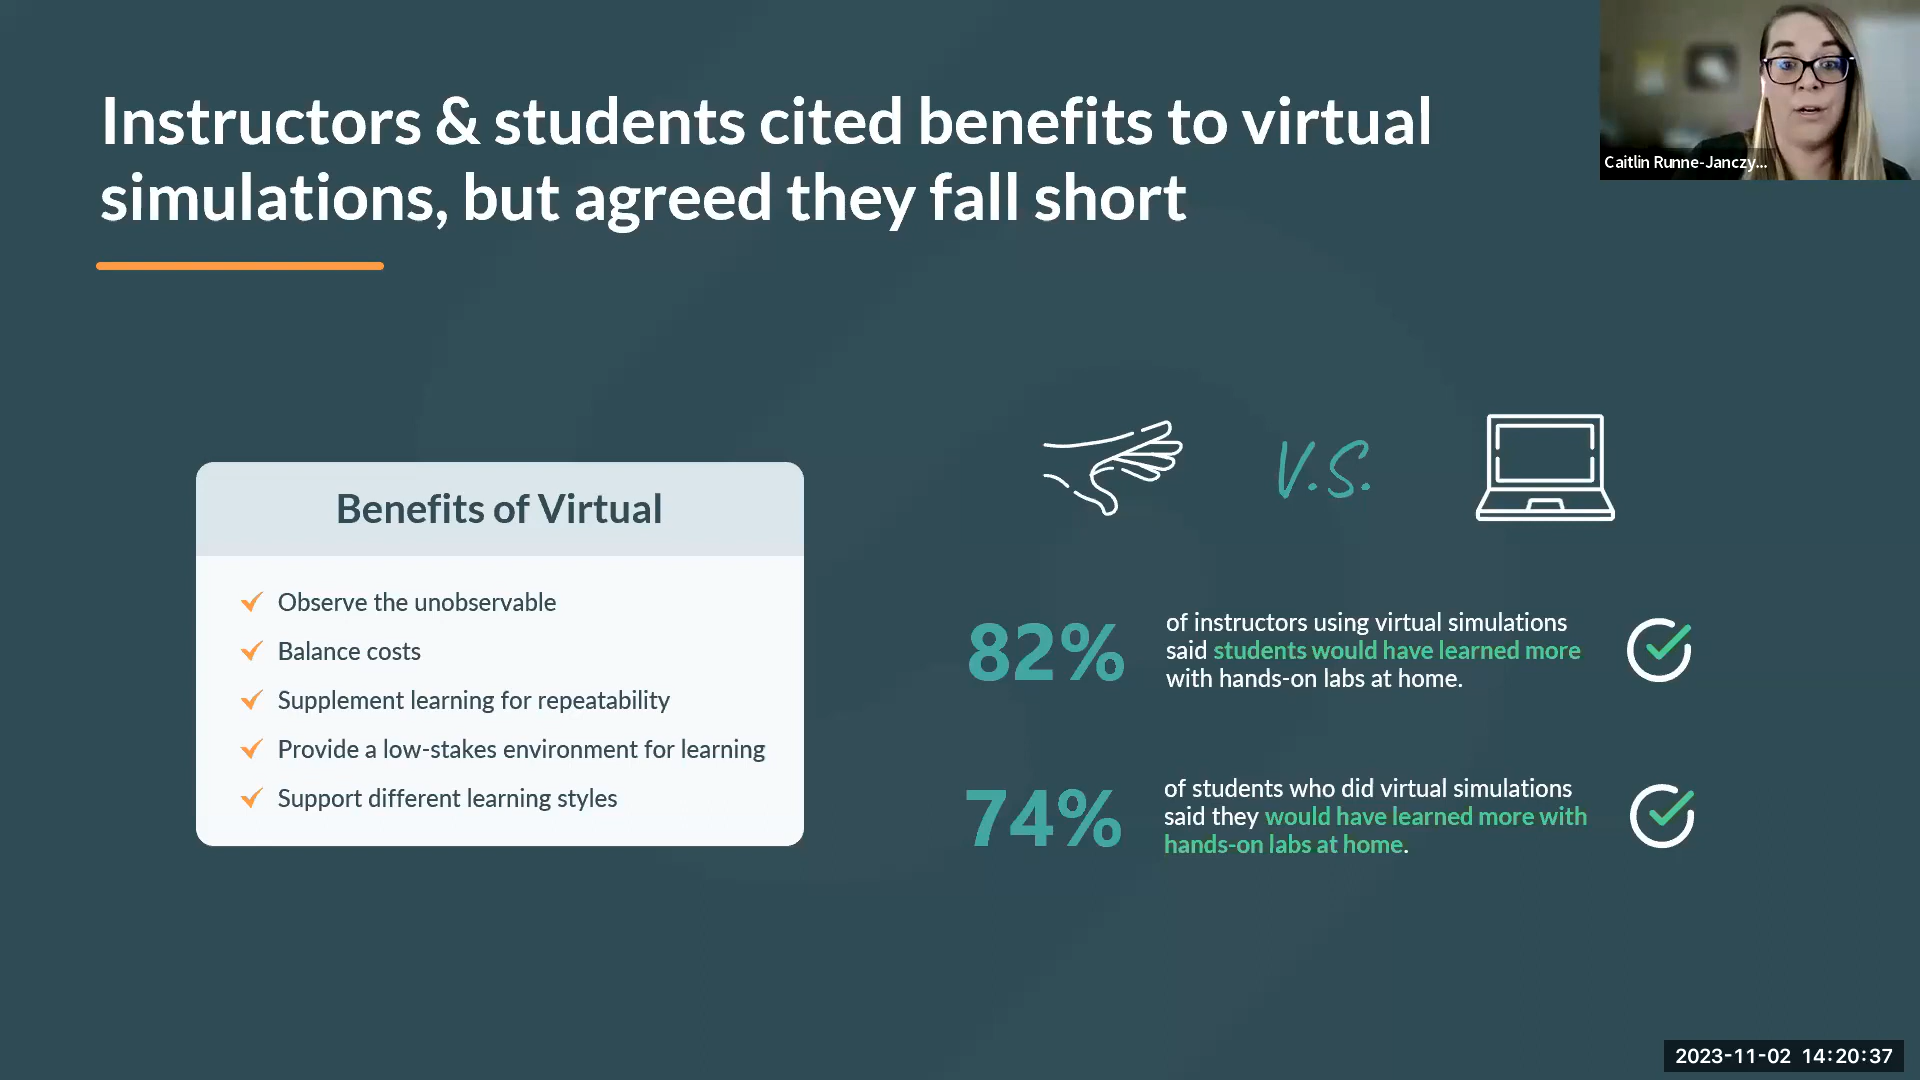 Instructors & students cited benefits to virtual
simulations, but agreed they fall short
Caitlin Runne-Janczy...
Benefits of Virtual
Observe the unobservable
Balance costs
Supplement learning for repeatability
Provide a low-stakes environment for learning
Support different learning styles
V.S.
82%
of instructors using virtual simulations
said students would have learned more
with hands-on labs at home.
74%
of students who did virtual simulations
said they would have learned more with
hands-on labs at home.
2023-11-02 14:20:37